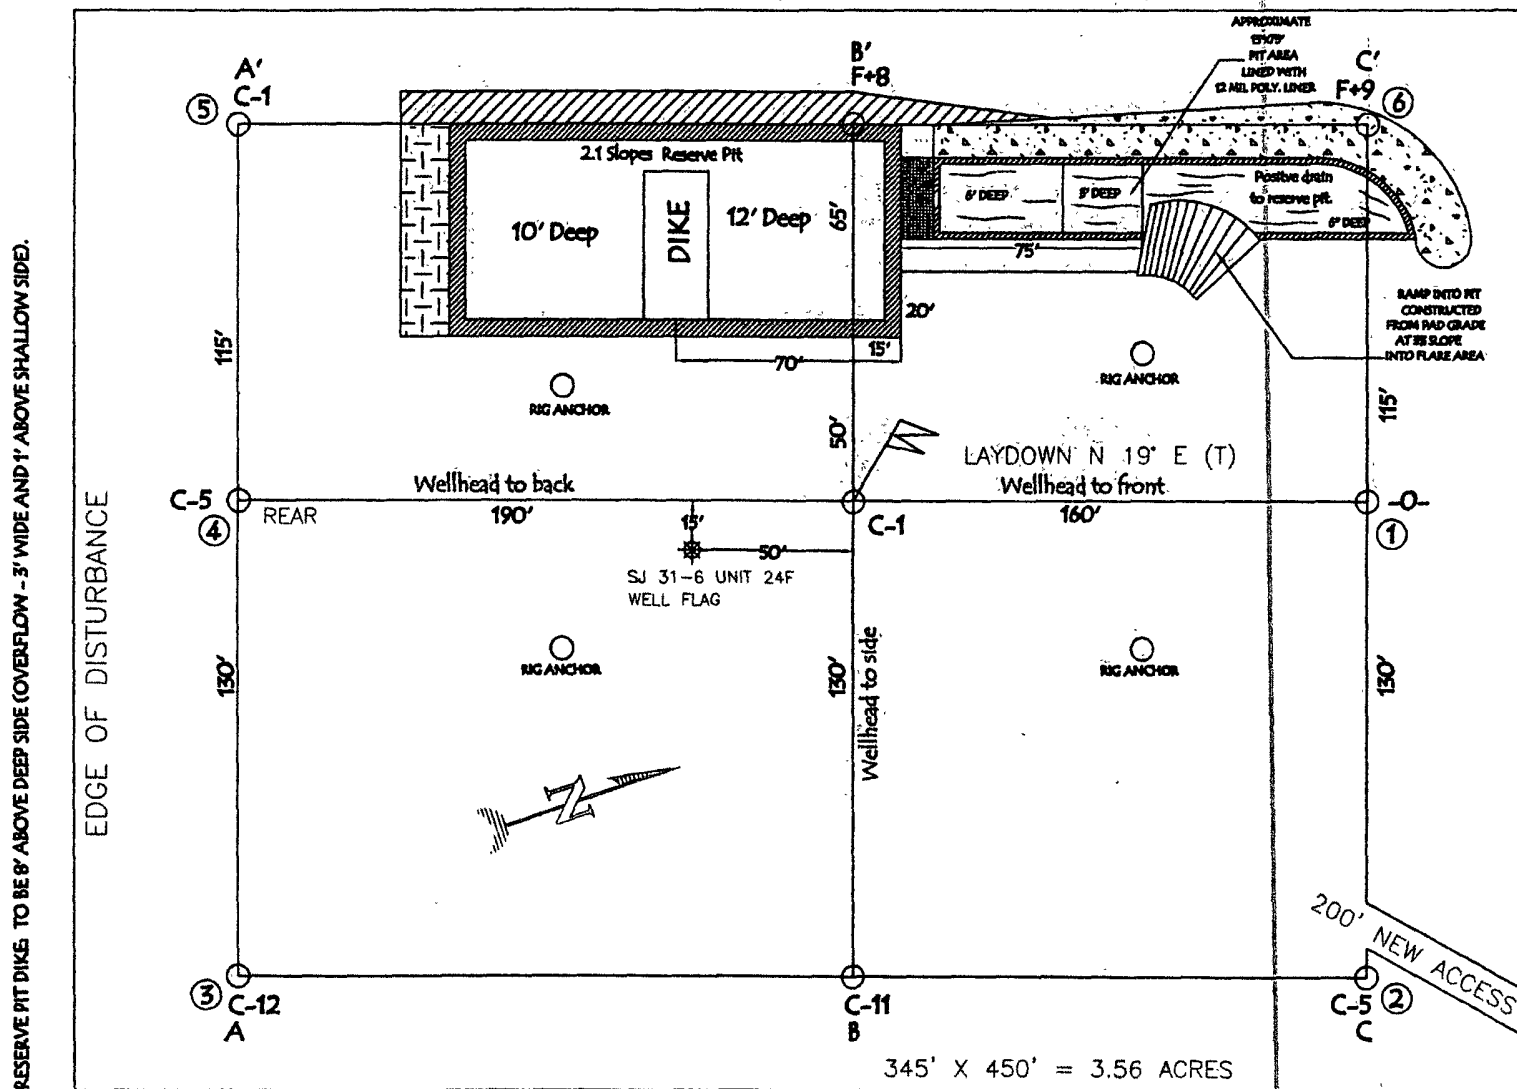 RESERVE PIT DIKE: TO BE 8' ABOVE DEEP SIDE (OVERFLOW - 3' WIDE AND 1' ABOVE SHALLOW SIDE).
EDGE OF DISTURBANCE
A'
C-1
5
B'
F+8
APPROXIMATE
PIT AREA
LINED WITH
12 MIL POLY. LINER
C'
F+9
6
2:1 Slopes Reserve Pit
10' Deep
DIKE
12' Deep
65'
6' DEEP
DEEP
Positive drain
to reserve pit.
6" DEEP
75'
20'
15'
70'
RAMP INTO PIT
CONSTRUCTED
FROM PAD GRADE
AT SLOPE
INTO FLARE AREA
115'
RIG ANCHOR
RIG ANCHOR
50'
115'
LAYDOWN N 19° E (T)
Wellhead to back
Wellhead to front
C-5
4
REAR
190'
15'
C-1
160'
-0-
1
50'
SJ 31-6 UNIT 24F
WELL FLAG
130'
RIG ANCHOR
130'
Wellhead to side
RIG ANCHOR
130'
N
200' NEW ACCESS
3
C-12
A
C-11
B
C-5
2
C
345' X 450' = 3.56 ACRES